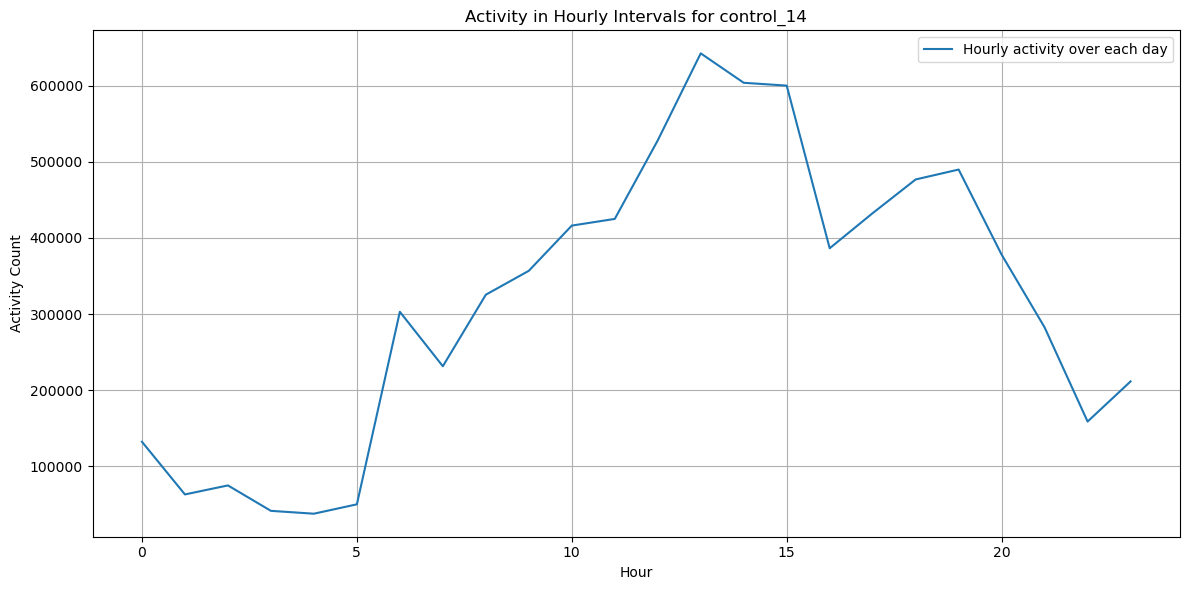 Activity in Hourly Intervals for control_14
Hourly activity over each day
600000
500000
400000
300000
200000
100000
Activity Count
0
5
10
15
20
Hour